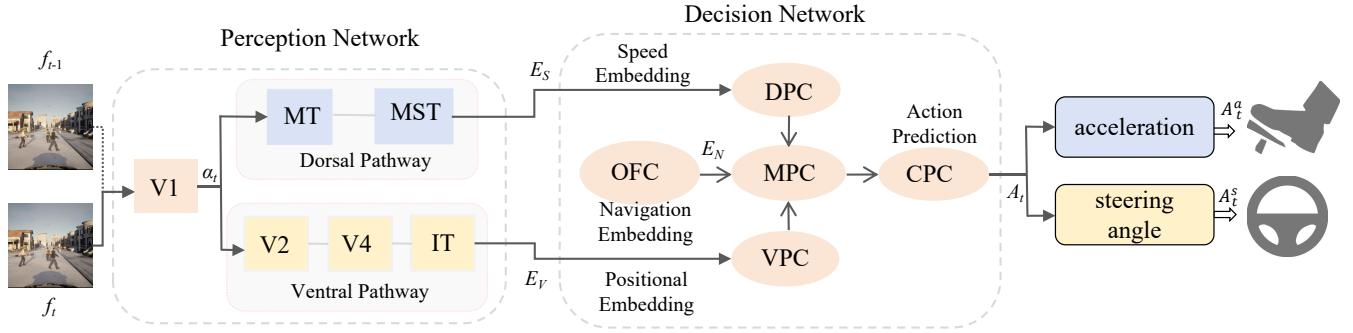 Decision Network
Perception Network
f_{t-1}
f_t
V1
α_t
MT
MST
Dorsal Pathway
V2
V4
IT
Ventral Pathway
E_S
E_V
Speed
Embedding
DPC
OFC
E_N
MPC
Navigation
Embedding
VPC
Positional
Embedding
Action
Prediction
CPC
A_t
acceleration
A_t^a
steering
angle
A_t^s